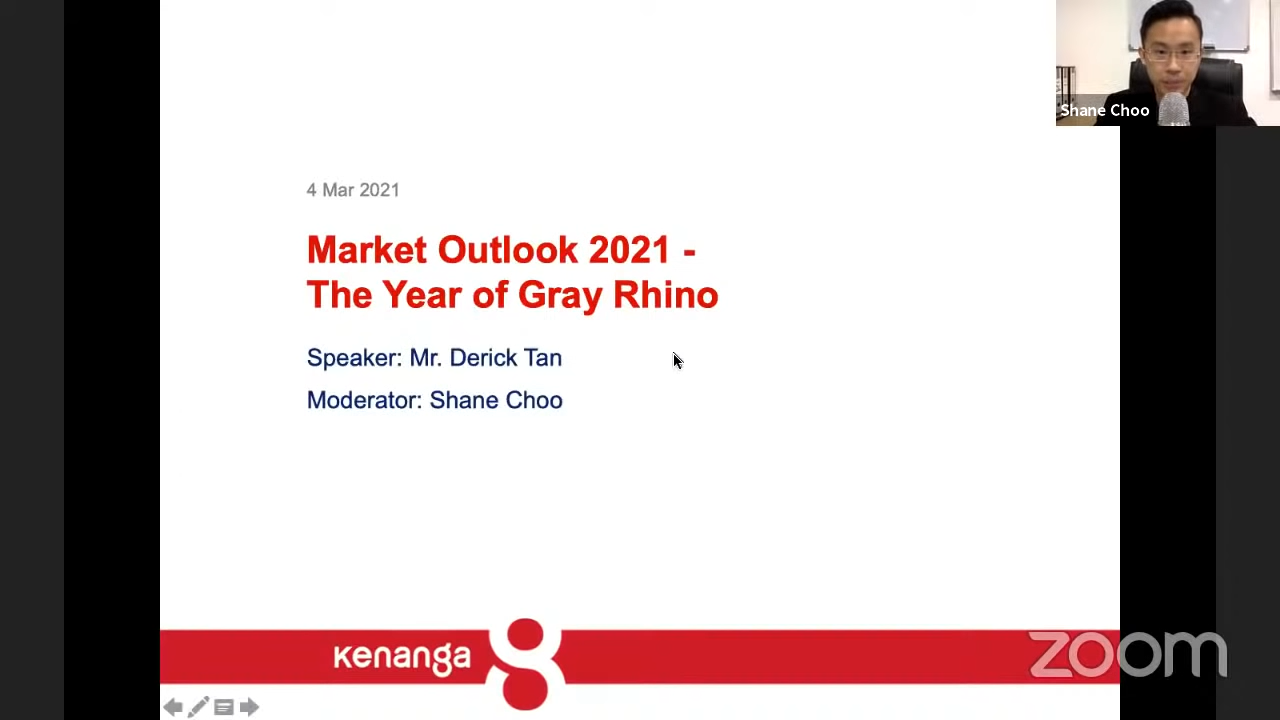 Shane Choo
4 Mar 2021
Market Outlook 2021 -
The Year of Gray Rhino
Speaker: Mr. Derick Tan
Moderator: Shane Choo
kenanga
zoom